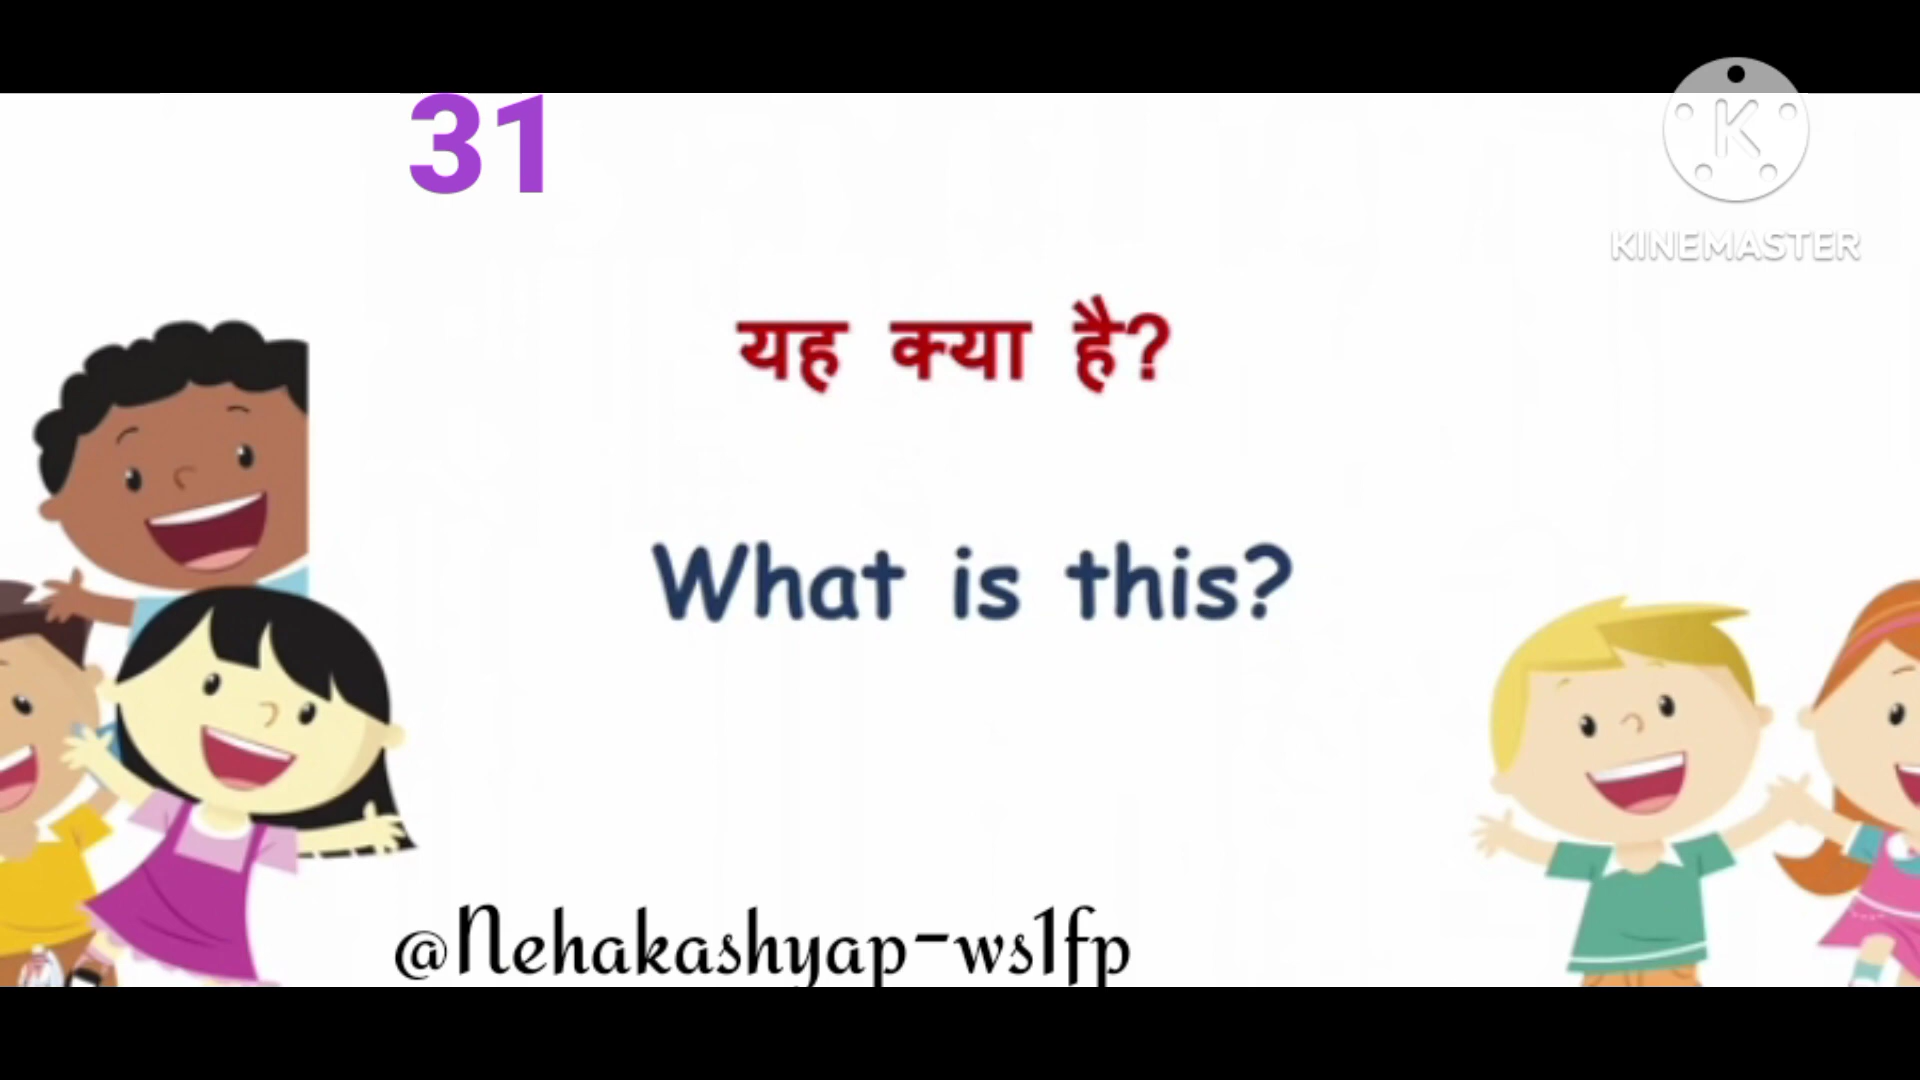 31
K
KINEMASTER
यह क्या है?
What is this?
@Nehakashyap-ws1fp